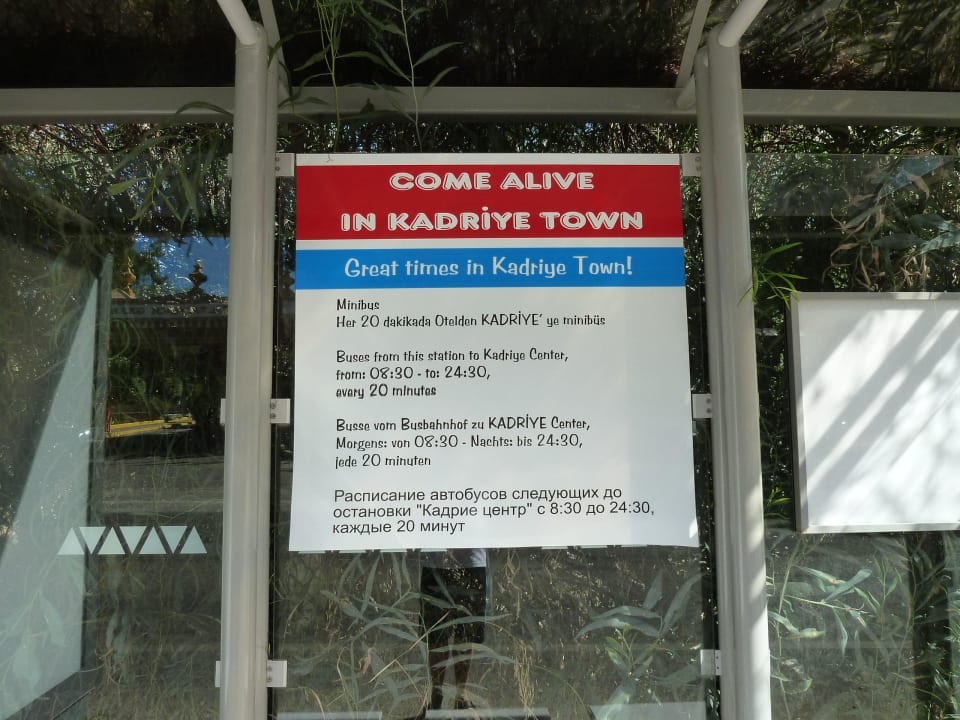 COME ALIVE
IN KADRİYE TOWN
Great times in Kadriye Town!
Minibus
Her 20 dakikada Otelden KADRİYE' ye minibüs
Buses from this station to Kadriye Center,
from: 08:30 - to: 24:30,
every 20 minutes
Busse vom Busbahnhof zu KADRİYE Center,
Morgens: von 08:30 - Nachts: bis 24:30,
jede 20 minuten
Расписание автобусов следующих до
остановки "Кадрие центр" с 8:30 до 24:30,
каждые 20 минут